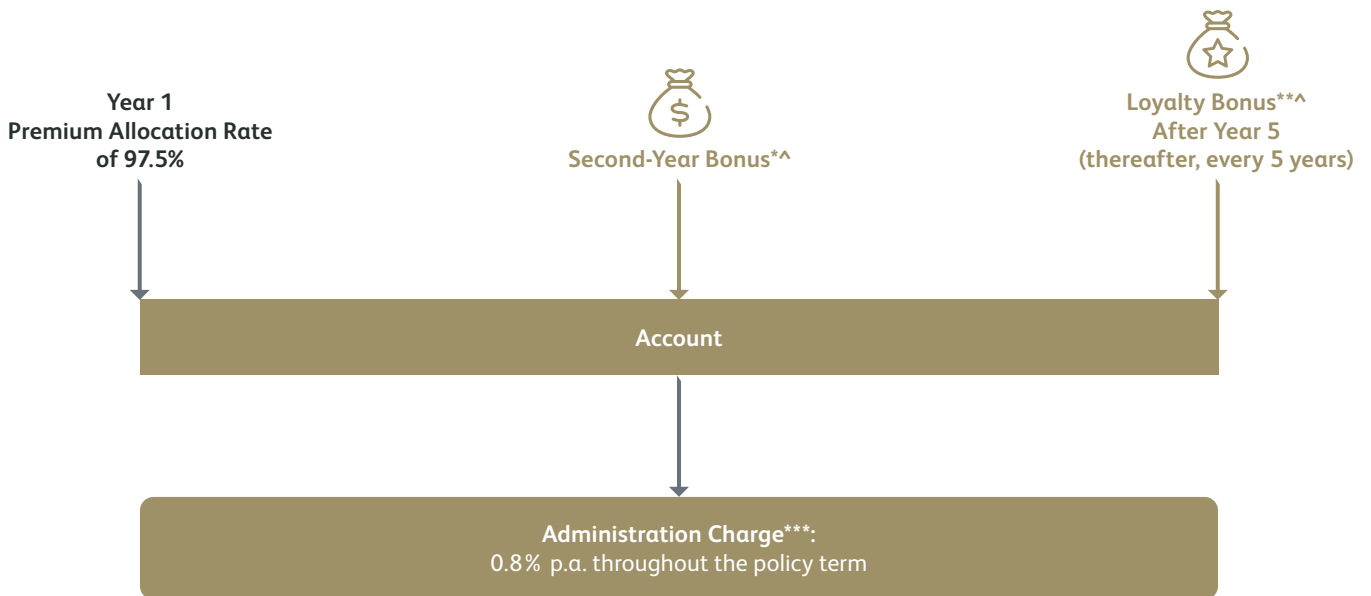 Year 1
Premium Allocation Rate
of 97.5%
$
Second-Year Bonus*^
Loyalty Bonus**^
After Year 5
(thereafter, every 5 years)
Account
Administration Charge***:
0.8% p.a. throughout the policy term